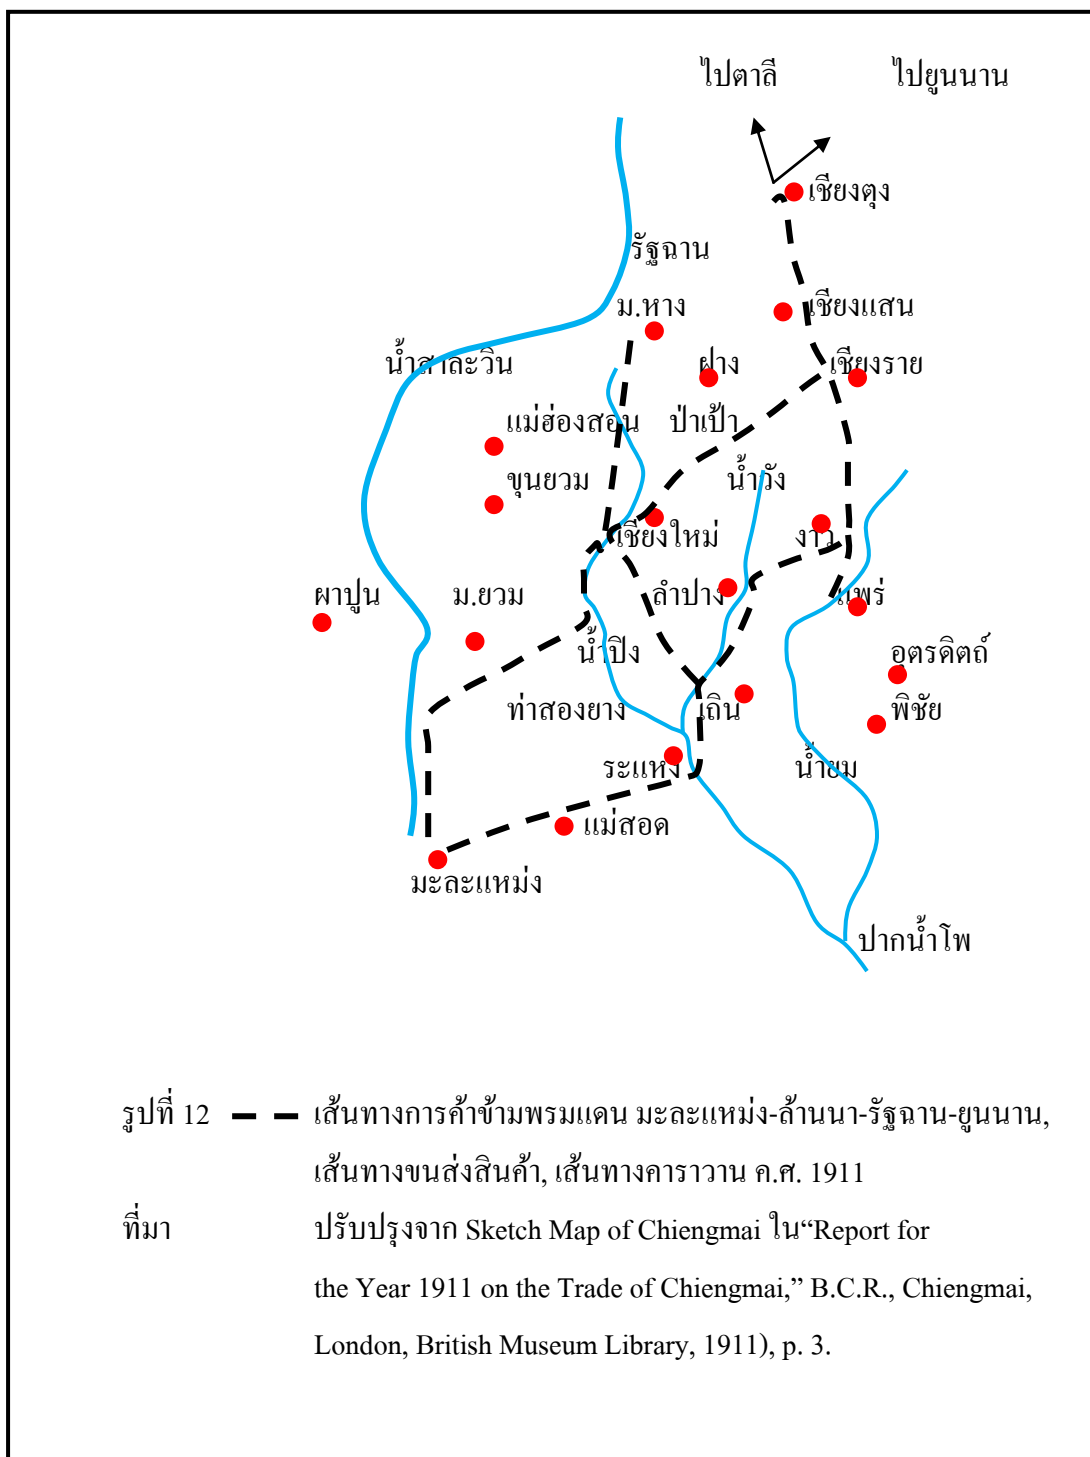 ไปตาลี ไปยูนนาน
เชียงตุง
รัฐฉาน
ม.หาง เชียงแสน
น้ำสาละวิน ฝาง เชียงราย
แม่ฮ่องสอน ป่าเป้า
ขุนยวม น้ำวัง
เชียงใหม่ งาว
ผาปูน ม.ยวม ลำปาง แพร่
น้ำปิง อุตรดิตถ์
ท่าสองยาง เถิน พิชัย
ระแหง น้ำยม
แม่สอด
มะละแหม่ง
ปากน้ำโพ
รูปที่ 12 เส้นทางการค้าข้ามพรมแดน มะละแหม่ง-ล้านนา-รัฐฉาน-ยูนนาน,
เส้นทางขนส่งสินค้า, เส้นทางคาราวาน ค.ศ. 1911
ที่มา ปรับปรุงจาก Sketch Map of Chiengmai ใน“Report for
the Year 1911 on the Trade of Chiengmai,” B.C.R., Chiengmai,
London, British Museum Library, 1911), p. 3.